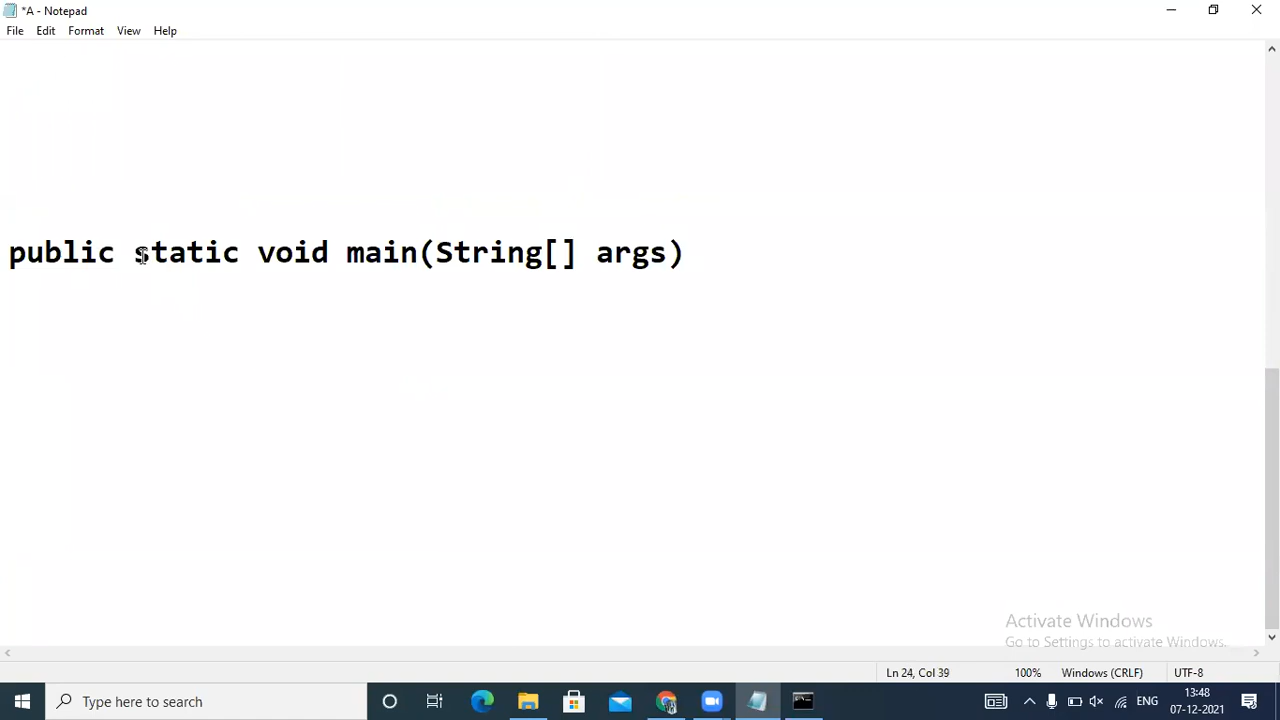 *A - Notepad
File Edit Format View Help
public static void main(String[] args)
Activate Windows
Go to Settings to activate Windows.
Ln 24, Col 39 100% Windows (CRLF) UTF-8
Type here to search
ENG
13:48
07-12-2021